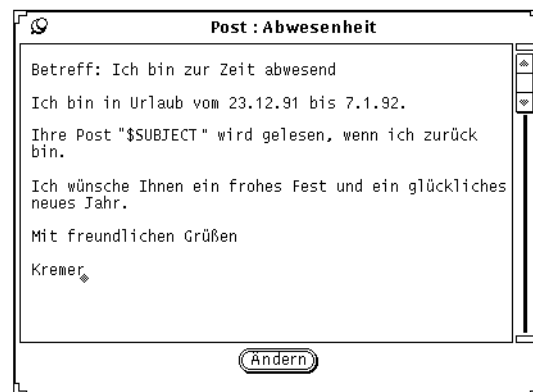 Post : Abwesenheit
Betreff: Ich bin zur Zeit abwesend
Ich bin in Urlaub vom 23.12.91 bis 7.1.92.
Ihre Post "$SUBJECT" wird gelesen, wenn ich zurück
bin.
Ich wünsche Ihnen ein frohes Fest und ein glückliches
neues Jahr.
Mit freundlichen Grüßen
Kremer
Ändern